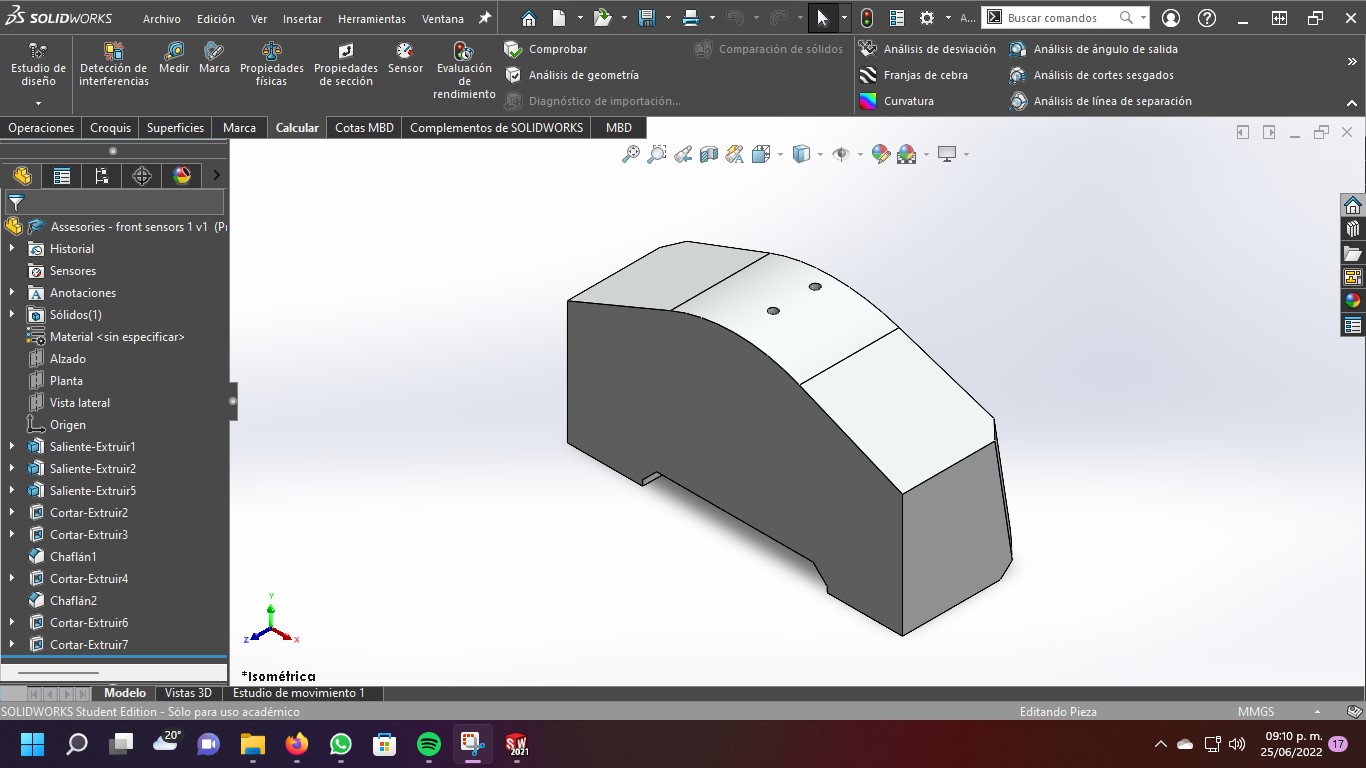 SOLIDWORKS Archivo Edición Ver Insertar Herramientas Ventana A... Buscar comandos
Estudio de diseño
Detección de interferencias
Medir
Marca
Propiedades físicas
Propiedades de sección
Sensor
Evaluación de rendimiento
Comprobar
Análisis de geometría
Diagnóstico de importación...
Comparación de sólidos
Análisis de desviación
Franjas de cebra
Curvatura
Análisis de ángulo de salida
Análisis de cortes sesgados
Análisis de línea de separación
Operaciones Croquis Superficies Marca Calcular Cotas MBD Complementos de SOLIDWORKS MBD
Assesories - front sensors 1 v1 (Pi
Historial
Sensores
Anotaciones
Sólidos(1)
Material <sin especificar>
Alzado
Planta
Vista lateral
Origen
Saliente-Extruir1
Saliente-Extruir2
Saliente-Extruir5
Cortar-Extruir2
Cortar-Extruir3
Chaflán1
Cortar-Extruir4
Chaflán2
Cortar-Extruir6
Cortar-Extruir7
Y
Z X
*Isométrica
Modelo Vistas 3D Estudio de movimiento 1
SOLIDWORKS Student Edition - Sólo para uso académico Editando Pieza MMGS
20°
SW 2021
09:10 p. m.
25/06/2022
17